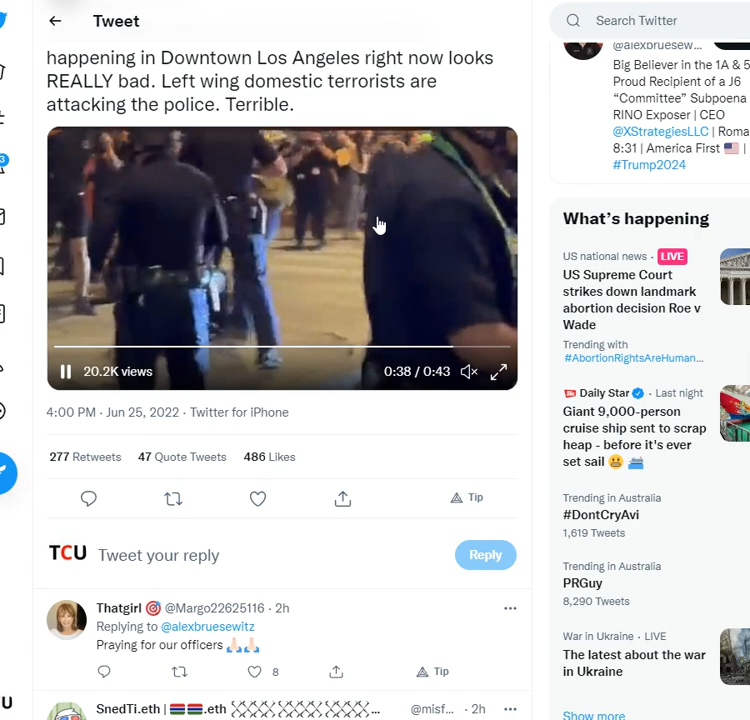 Tweet
happening in Downtown Los Angeles right now looks
REALLY bad. Left wing domestic terrorists are
attacking the police. Terrible.
20.2K views
0:38 / 0:43
4:00 PM · Jun 25, 2022 · Twitter for iPhone
277 Retweets 47 Quote Tweets 486 Likes
Tip
TCU Tweet your reply
Reply
Thatgirl 🎯 @Margo22625116 · 2h
Replying to @alexbruesewitz
Praying for our officers 🙏🏻🙏🏻
8
Tip
SnedTi.eth | 🇬🇲🇬🇲.eth @misf... · 2h
Search Twitter
@alexbruesew...
Big Believer in the 1A &
Proud Recipient of a J6
“Committee” Subpoena
RINO Exposer | CEO
@XStrategiesLLC |
8:31 | America First 🇺🇸 |
#Trump2024
What’s happening
US national news · LIVE
US Supreme Court
strikes down landmark
abortion decision Roe v
Wade
Trending with
#AbortionRightsAreHuman...
Daily Star · Last night
Giant 9,000-person
cruise ship sent to scrap
heap - before it's ever
set sail 😬 🚢
Trending in Australia
#DontCryAvi
1,619 Tweets
Trending in Australia
PRGuy
8,290 Tweets
War in Ukraine · LIVE
The latest about the war
in Ukraine
Show more